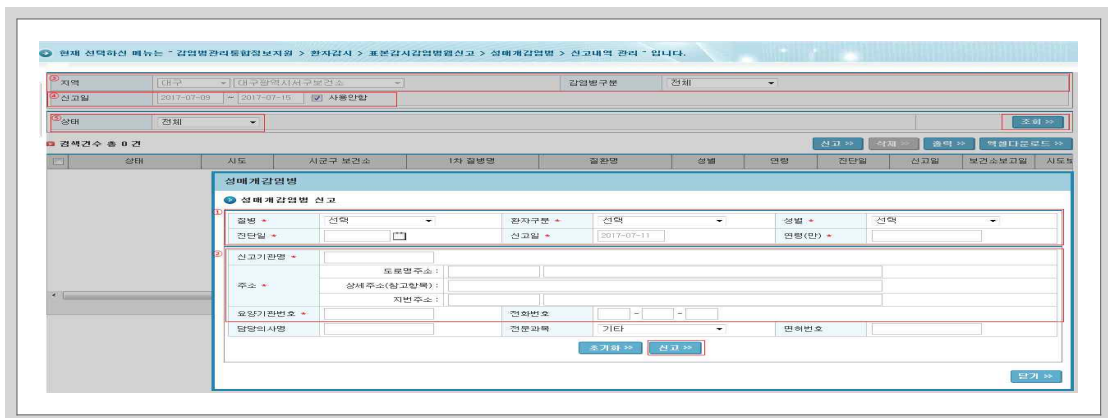 현재 선택하신 메뉴는 " 감염병관리통합정보지원 > 환자감시 > 표본감시감염병웹신고 > 성매개감염병 > 신고내역 관리 " 입니다.
③ 지역 대구 대구광역시서구보건소 감염병구분 전체
④ 신고일 2017-07-09 ~ 2017-07-15 사용안함
⑤ 상태 전체 조회 >>
검색건수 총 0 건 신고 >> 삭제 >> 출력 >> 엑셀다운로드 >>
상태 시도 시군구 보건소 1차 질병명 질환명 성별 연령 진단일 신고일 보건소보고일 시도보
성매개감염병
성매개감염병 신고
① 질병 * 선택 환자구분 * 선택 성별 * 선택
진단일 * 신고일 * 2017-07-11 연령(만) *
② 신고기관명 *
도로명주소 :
주소 * 상세주소(참고항목) :
지번주소 :
요양기관번호 * 전화번호 - -
담당의사명 전문과목 기타 면허번호
초기화 >> 신고 >>
닫기 >>